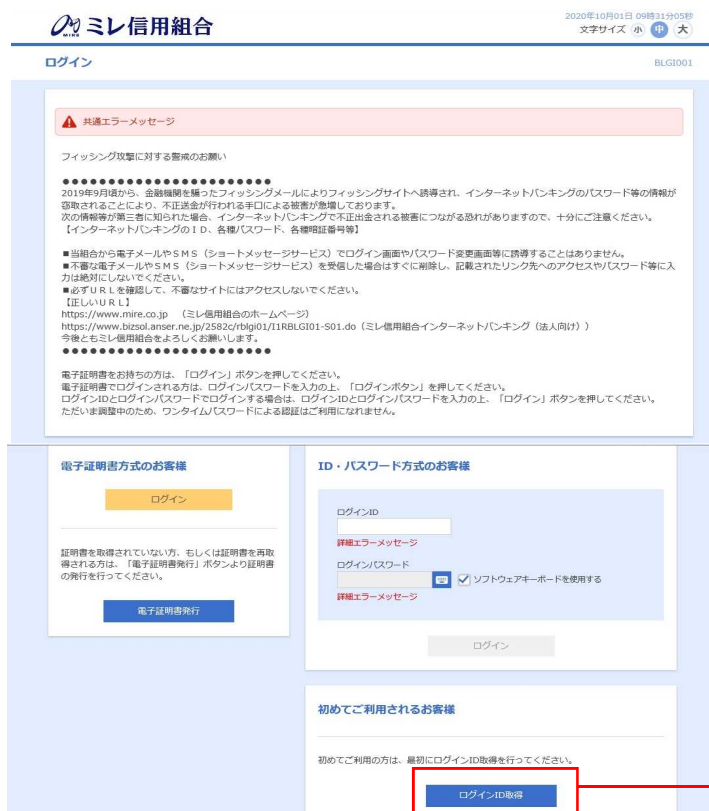 ミレ信用組合
MIRE
2020年10月01日 09時31分05秒
文字サイズ 小 中 大
ログイン
BLGI001
共通エラーメッセージ
フィッシング攻撃に対する警戒のお願い
●●●●●●●●●●●●●●●●●●●●●●●
2019年9月頃から、金融機関を騙ったフィッシングメールによりフィッシングサイトへ誘導され、インターネットバンキングのパスワード等の情報が
窃取されることにより、不正送金が行われる手口による被害が急増しております。
次の情報等が第三者に知られた場合、インターネットバンキングで不正出金される被害につながる恐れがありますので、十分にご注意ください。
【インターネットバンキングのＩＤ、各種パスワード、各種暗証番号等】
■当組合から電子メールやＳＭＳ（ショートメッセージサービス）でログイン画面やパスワード変更画面等に誘導することはありません。
■不審な電子メールやＳＭＳ（ショートメッセージサービス）を受信した場合はすぐに削除し、記載されたリンク先へのアクセスやパスワード等に入
力は絶対にしないでください。
■必ずＵＲＬを確認して、不審なサイトにはアクセスしないでください。
【正しいＵＲＬ】
https://www.mire.co.jp （ミレ信用組合のホームページ）
https://www.bizsol.anser.ne.jp/2582c/rblgi01/I1RBLGI01-S01.do（ミレ信用組合インターネットバンキング（法人向け））
今後ともミレ信用組合をよろしくお願いします。
●●●●●●●●●●●●●●●●●●●●●●●
電子証明書をお持ちの方は、「ログイン」ボタンを押してください。
電子証明書でログインされる方は、ログインパスワードを入力の上、「ログインボタン」を押してください。
ログインIDとログインパスワードでログインする場合は、ログインIDとログインパスワードを入力の上、「ログイン」ボタンを押してください。
ただいま調整中のため、ワンタイムパスワードによる認証はご利用になれません。
電子証明書方式のお客様
ログイン
証明書を取得されていない方、もしくは証明書を再取
得される方は、「電子証明書発行」ボタンより証明書
の発行を行ってください。
電子証明書発行
ID・パスワード方式のお客様
ログインID
詳細エラーメッセージ
ログインパスワード
ソフトウェアキーボードを使用する
詳細エラーメッセージ
ログイン
初めてご利用されるお客様
初めてご利用の方は、最初にログインID取得を行ってください。
ログインID取得